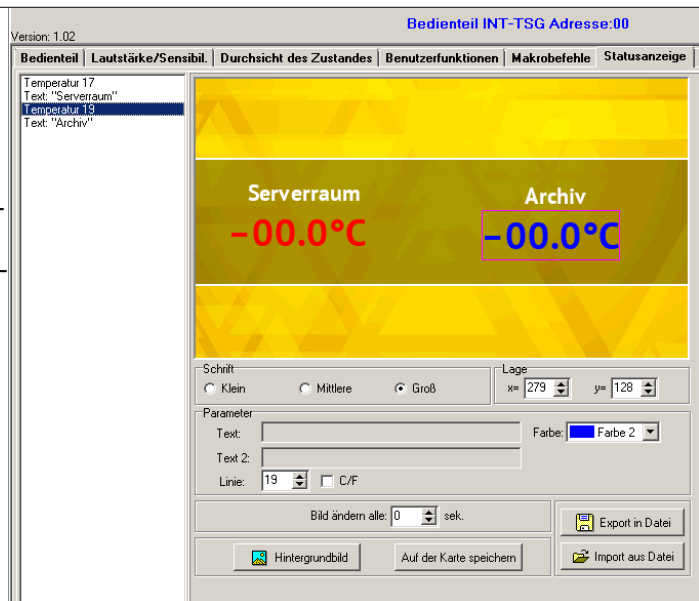 Bedienteil INT-TSG Adresse:00
Version: 1.02
Bedienteil Lautstärke/Sensibil. Durchsicht des Zustandes Benutzerfunktionen Makrobefehle Statusanzeige
Temperatur 17
Text: "Serverraum"
Temperatur 19
Text: "Archiv"
Serverraum Archiv
-00.0°C -00.0°C
Schrift Lage
Klein Mittlere Groß x= 279 y= 128
Parameter
Text: Farbe: Farbe 2
Text 2:
Linie: 19 C/F
Bild ändern alle: 0 sek.
Export in Datei
Hintergrundbild Auf der Karte speichern Import aus Datei